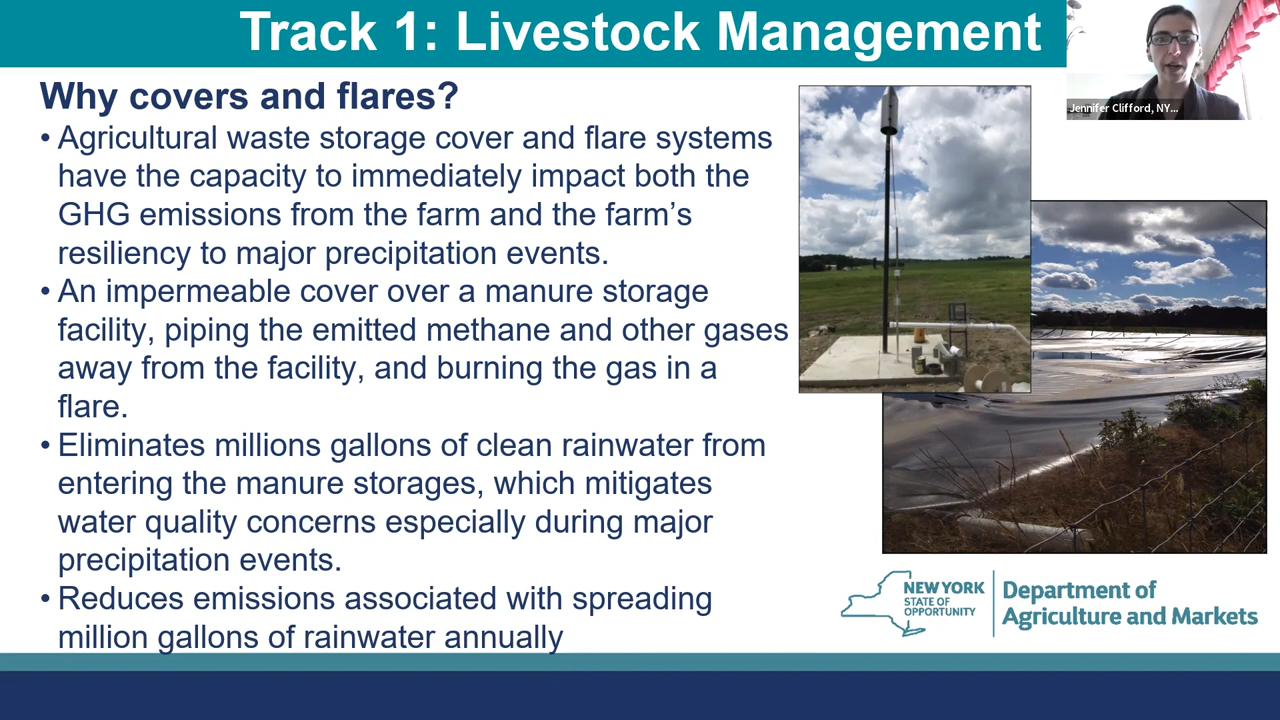 Track 1: Livestock Management
Jennifer Clifford, NY...
Why covers and flares?
• Agricultural waste storage cover and flare systems
have the capacity to immediately impact both the
GHG emissions from the farm and the farm's
resiliency to major precipitation events.
• An impermeable cover over a manure storage
facility, piping the emitted methane and other gases
away from the facility, and burning the gas in a
flare.
• Eliminates millions gallons of clean rainwater from
entering the manure storages, which mitigates
water quality concerns especially during major
precipitation events.
• Reduces emissions associated with spreading
million gallons of rainwater annually
NEW YORK
STATE OF
OPPORTUNITY
Department of
Agriculture and Markets